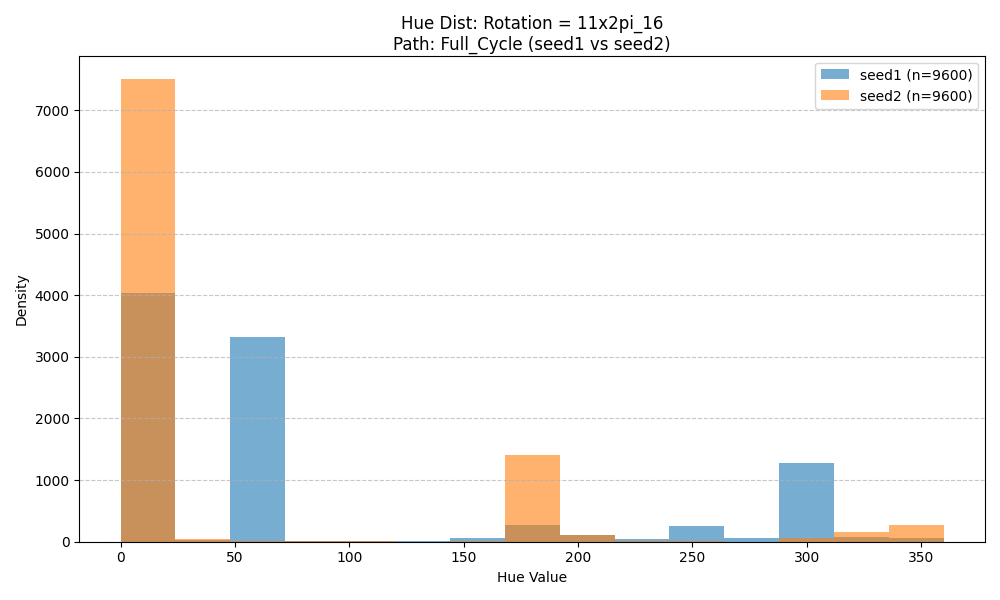 Hue Dist: Rotation = 11x2pi_16
Path: Full_Cycle (seed1 vs seed2)
seed1 (n=9600)
seed2 (n=9600)
Density
7000
6000
5000
4000
3000
2000
1000
0
0 50 100 150 200 250 300 350
Hue Value